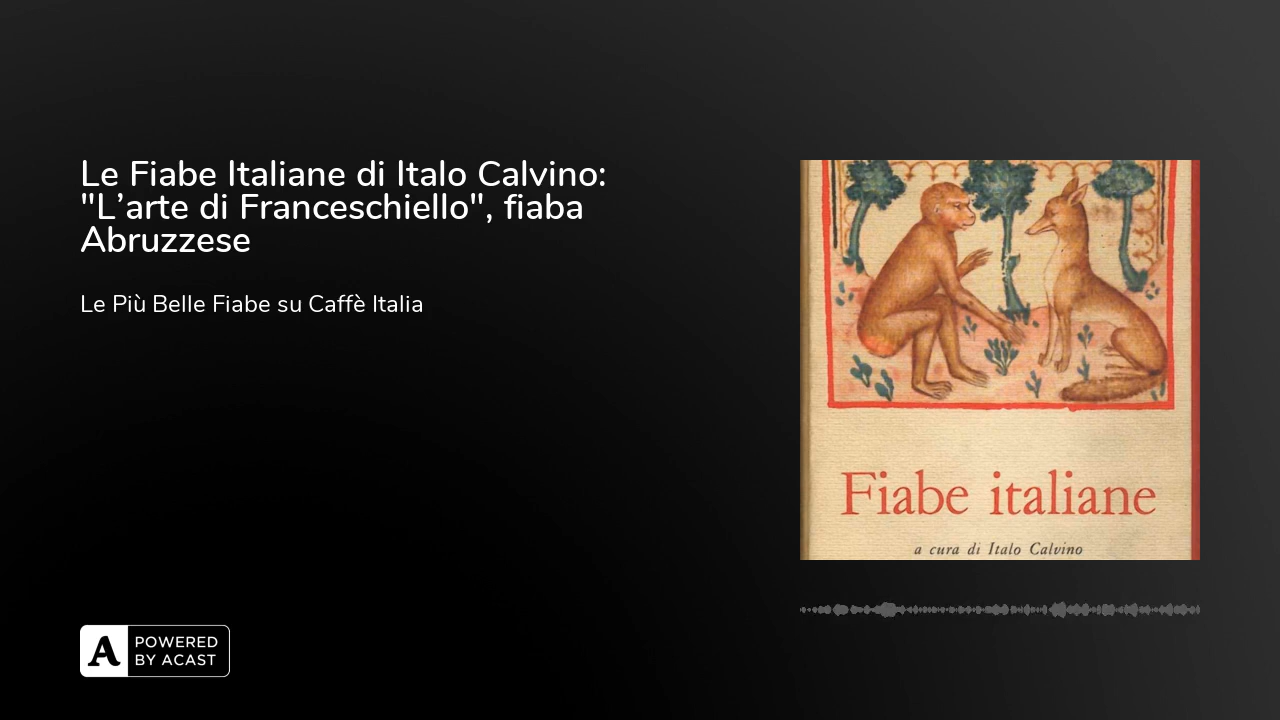 Le Fiabe Italiane di Italo Calvino:
"L’arte di Franceschiello", fiaba
Abruzzese
Le Più Belle Fiabe su Caffè Italia
Fiabe italiane
a cura di Italo Calvino
A POWERED
BY ACAST